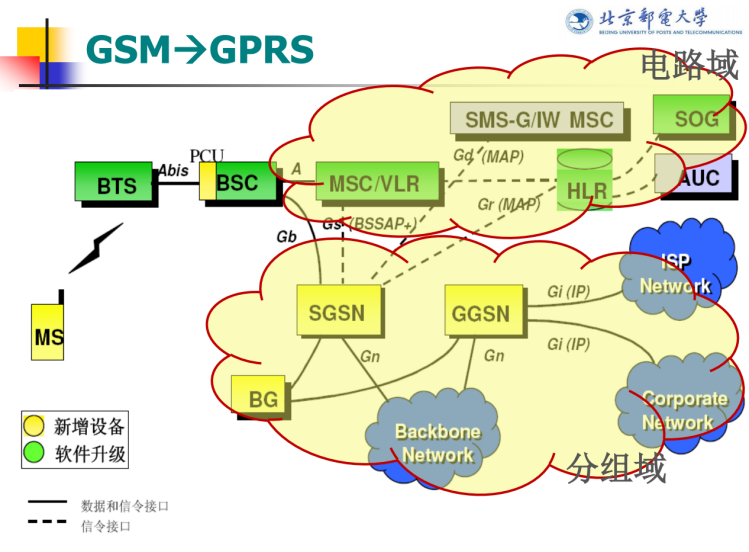 北京邮电大学
BEIJING UNIVERSITY OF POSTS AND TELECOMMUNICATIONS
GSM→GPRS
电路域
SMS-G/IW MSC
SOG
PCU
Abis
A
Gd (MAP)
BTS
BSC
MSC/VLR
HLR
AUC
Gr (MAP)
Gs (BSSAP+)
Gb
ISP
Network
Gi (IP)
SGSN
GGSN
MS
Gi (IP)
Gn
Gn
BG
Corporate
Network
Backbone
Network
新增设备
软件升级
分组域
数据和信令接口
信令接口